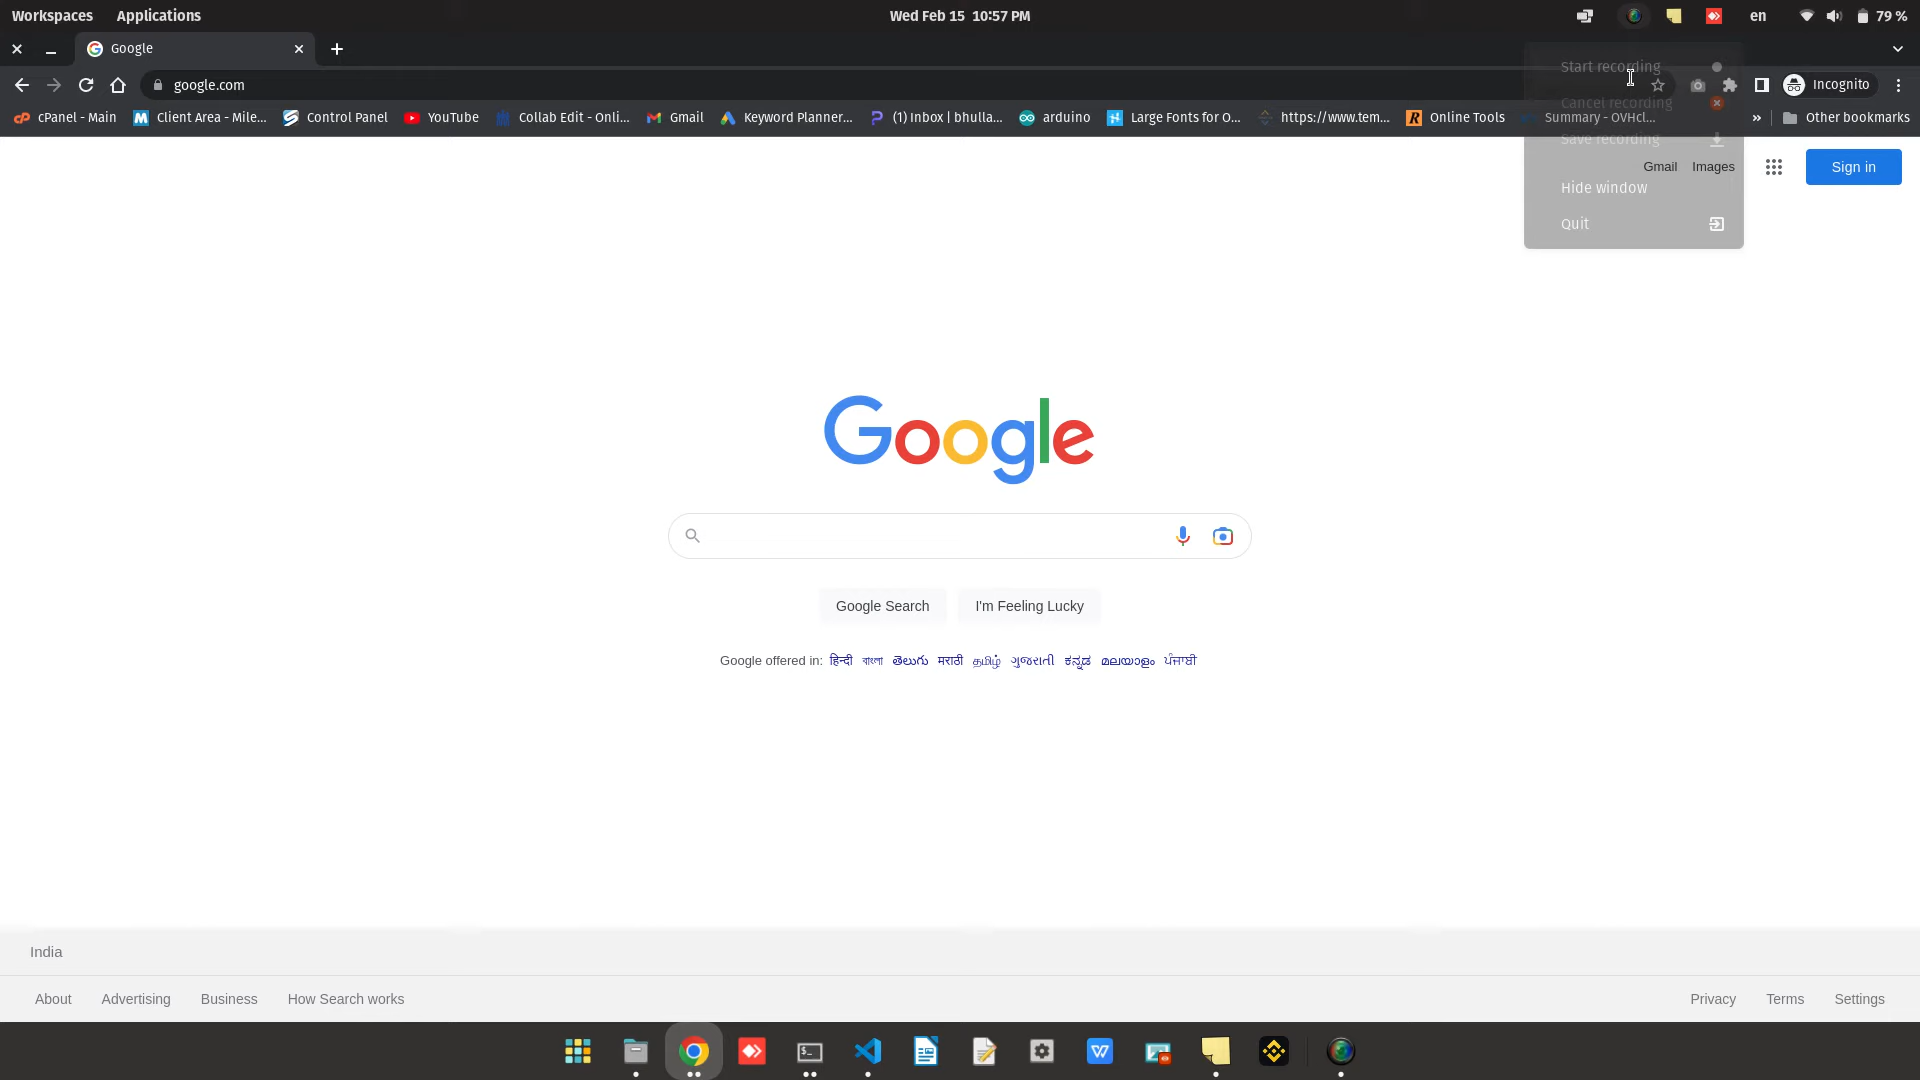 Workspaces Applications Wed Feb 15 10:57 PM en 79 %
Google
google.com Incognito
Start recording
Cancel recording
cPanel - Main Client Area - Mile... Control Panel YouTube Collab Edit - Onli... Gmail Keyword Planner... (1) Inbox | bhulla... arduino Large Fonts for O... https://www.tem... Online Tools Summary - OVHcl... » Other bookmarks
Save recording
Gmail Images Sign in
Hide window
Quit
Google
Google Search I'm Feeling Lucky
Google offered in: हिन्दी বাংলা తెలుగు मराठी தமிழ் ગુજરાતી ಕನ್ನಡ മലയാളം ਪੰਜਾਬੀ
India
About Advertising Business How Search works Privacy Terms Settings